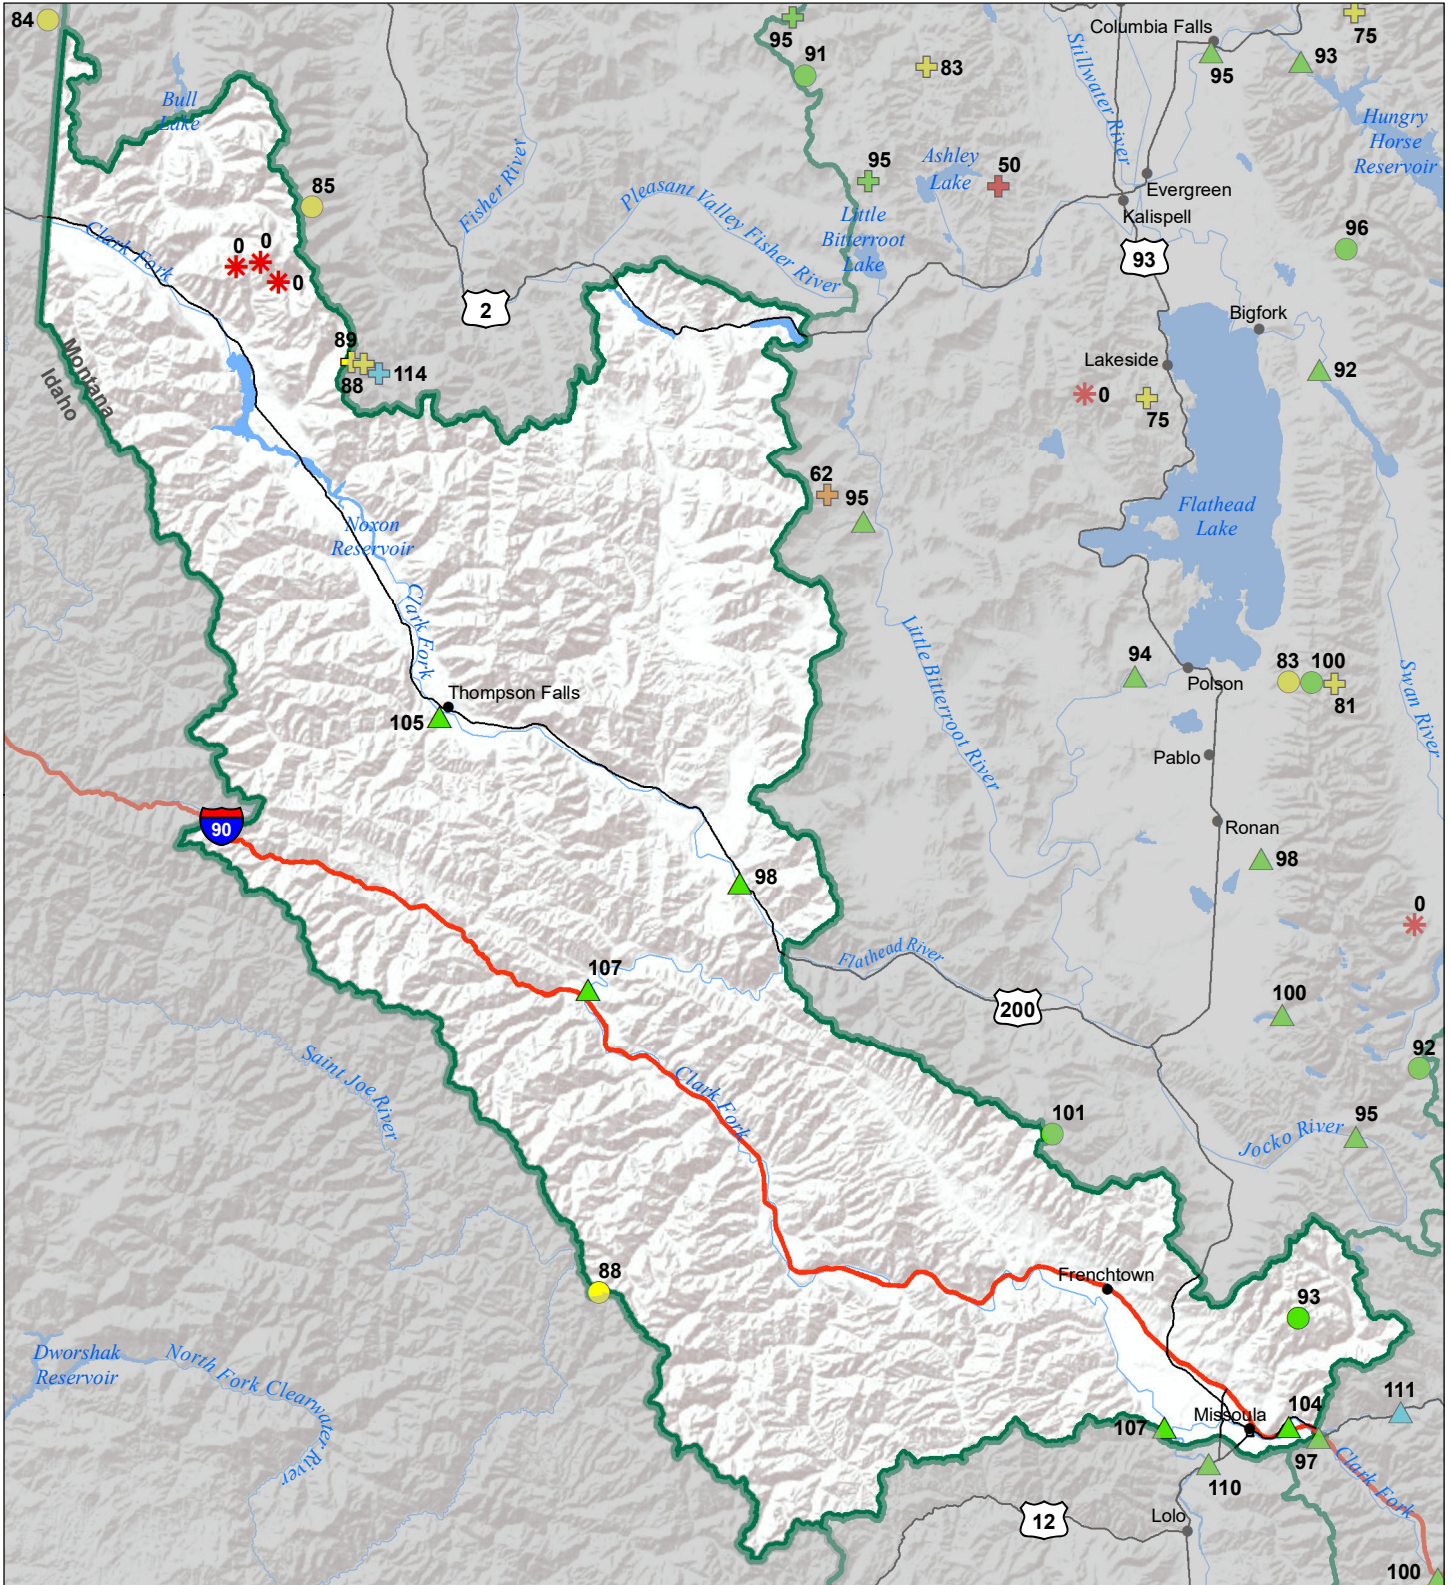 84
95
91
83
Columbia Falls
95
93
75
Stillwater River
Bull
Lake
Hungry
Horse
Reservoir
Fisher River
95
Ashley
Lake
50
Evergreen
Kalispell
85
Pleasant Valley Fisher River
Little
Bitterroot
Lake
Clark Fork
0
0
0
93
96
2
Bigfork
Montana
Idaho
89
88
114
Lakeside
0
75
92
62
95
Flathead
Lake
Noxon
Reservoir
Clark Fork
Little Bitterroot River
94
Polson
83
100
81
Swan River
Thompson Falls
105
Pablo
90
Ronan
98
98
0
Flathead River
107
200
100
92
Saint Joe River
Clark Fork
101
95
Jocko River
88
Frenchtown
93
Dworshak
Reservoir
North Fork Clearwater
River
107
Missoula
104
111
97
110
Clark Fork
12
Lolo
100